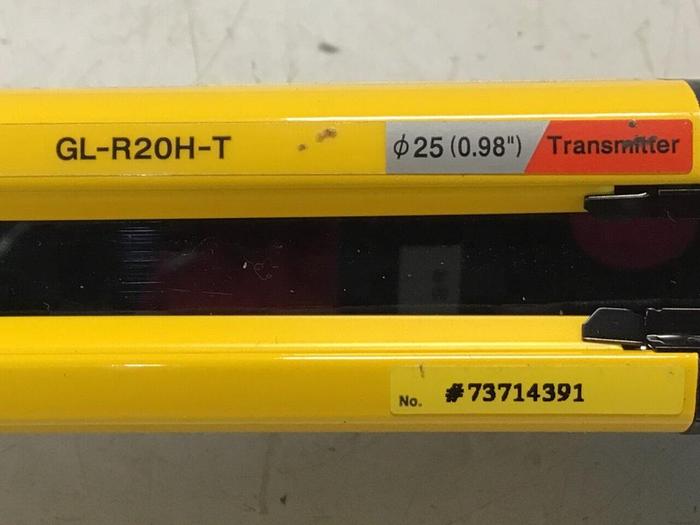 GL-R20H-T
ϕ25 (0.98") Transmitter
No. #73714391